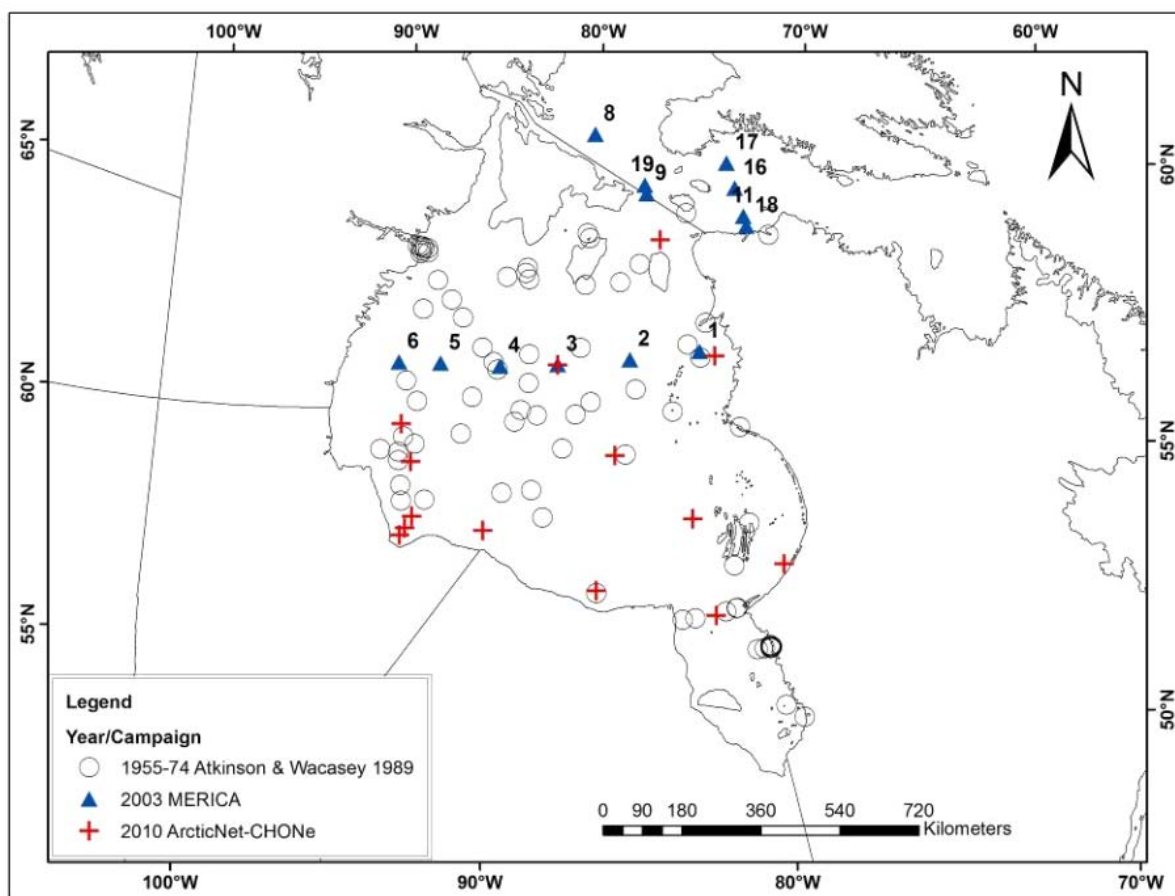 100°W 90°W 80°W 70°W 60°W
N
65°N
60°N
8
17
19 9
16
11 18
6 5 4 3 2 1
60°N
55°N
55°N
50°N
Legend
Year/Campaign
1955-74 Atkinson & Wacasey 1989
2003 MERICA
2010 ArcticNet-CHONe
0 90 180 360 540 720
Kilometers
100°W 90°W 80°W 70°W